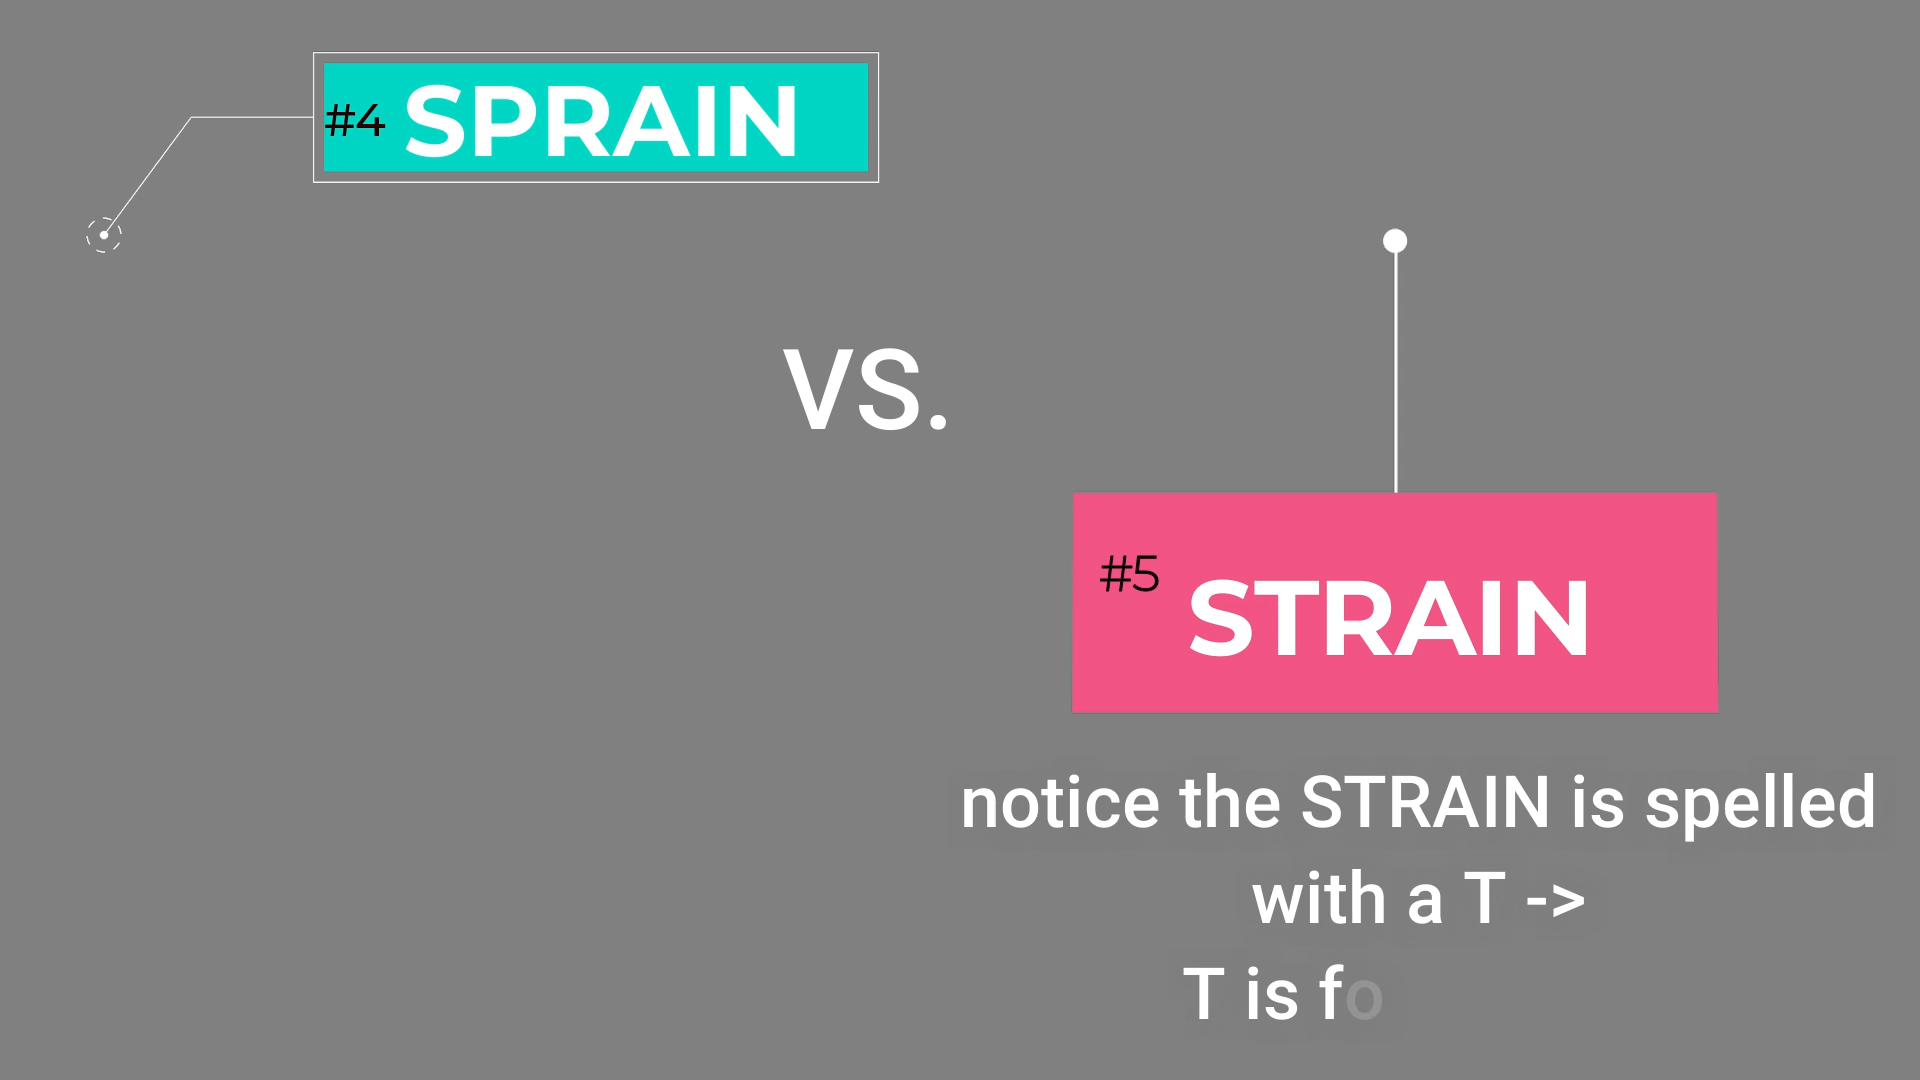 #4 SPRAIN
VS.
#5 STRAIN
notice the STRAIN is spelled
with a T ->
T is fo